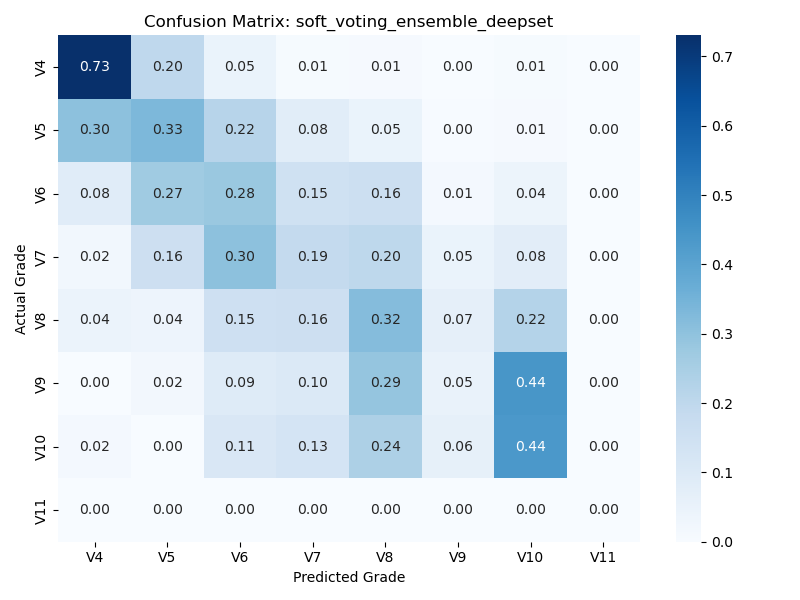 Confusion Matrix: soft_voting_ensemble_deepset
Actual Grade
V4 0.73 0.20 0.05 0.01 0.01 0.00 0.01 0.00
V5 0.30 0.33 0.22 0.08 0.05 0.00 0.01 0.00
V6 0.08 0.27 0.28 0.15 0.16 0.01 0.04 0.00
V7 0.02 0.16 0.30 0.19 0.20 0.05 0.08 0.00
V8 0.04 0.04 0.15 0.16 0.32 0.07 0.22 0.00
V9 0.00 0.02 0.09 0.10 0.29 0.05 0.44 0.00
V10 0.02 0.00 0.11 0.13 0.24 0.06 0.44 0.00
V11 0.00 0.00 0.00 0.00 0.00 0.00 0.00 0.00
V4 V5 V6 V7 V8 V9 V10 V11
Predicted Grade
0.7
0.6
0.5
0.4
0.3
0.2
0.1
0.0